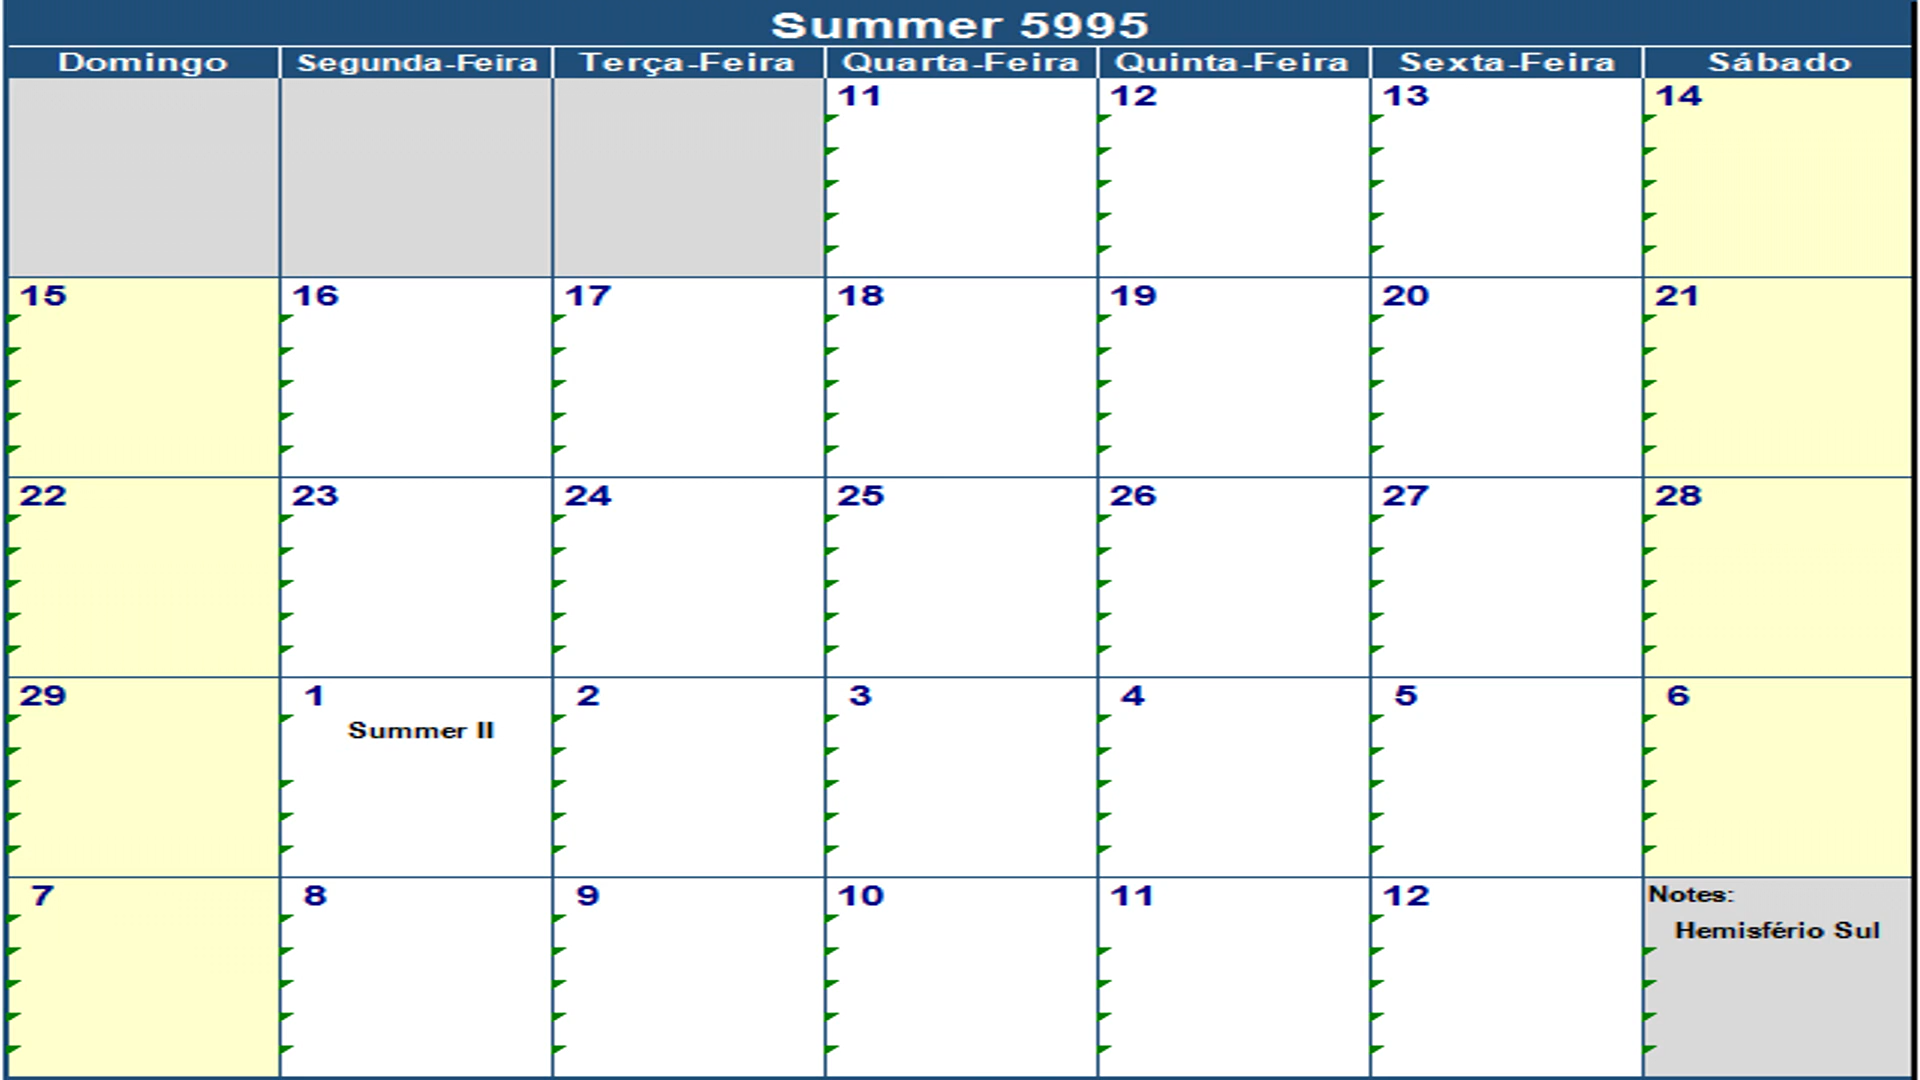 Summer 5995
Domingo Segunda-Feira Terça-Feira Quarta-Feira Quinta-Feira Sexta-Feira Sábado
11 12 13 14
15 16 17 18 19 20 21
22 23 24 25 26 27 28
29 1 2 3 4 5 6
Summer II
7 8 9 10 11 12 Notes:
Hemisfério Sul